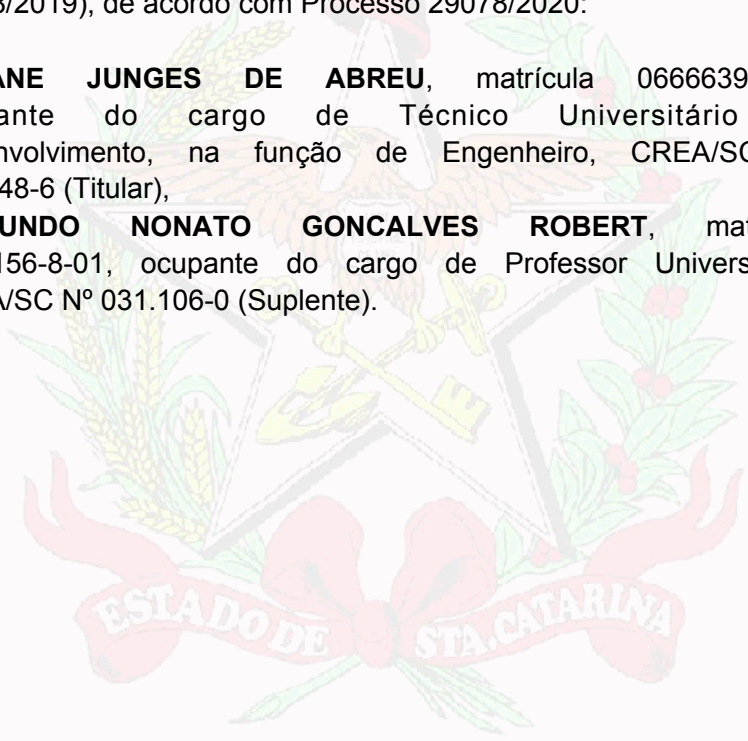 8/2019), de acordo com Processo 29078/2020:
ANE JUNGES DE ABREU, matrícula 0666639
ante do cargo de Técnico Universitário
nvolvimento, na função de Engenheiro, CREA/SC
48-6 (Titular),
UNDO NONATO GONCALVES ROBERT, mat
156-8-01, ocupante do cargo de Professor Univers
A/SC Nº 031.106-0 (Suplente).
ESTADO DE STA. CATARINA